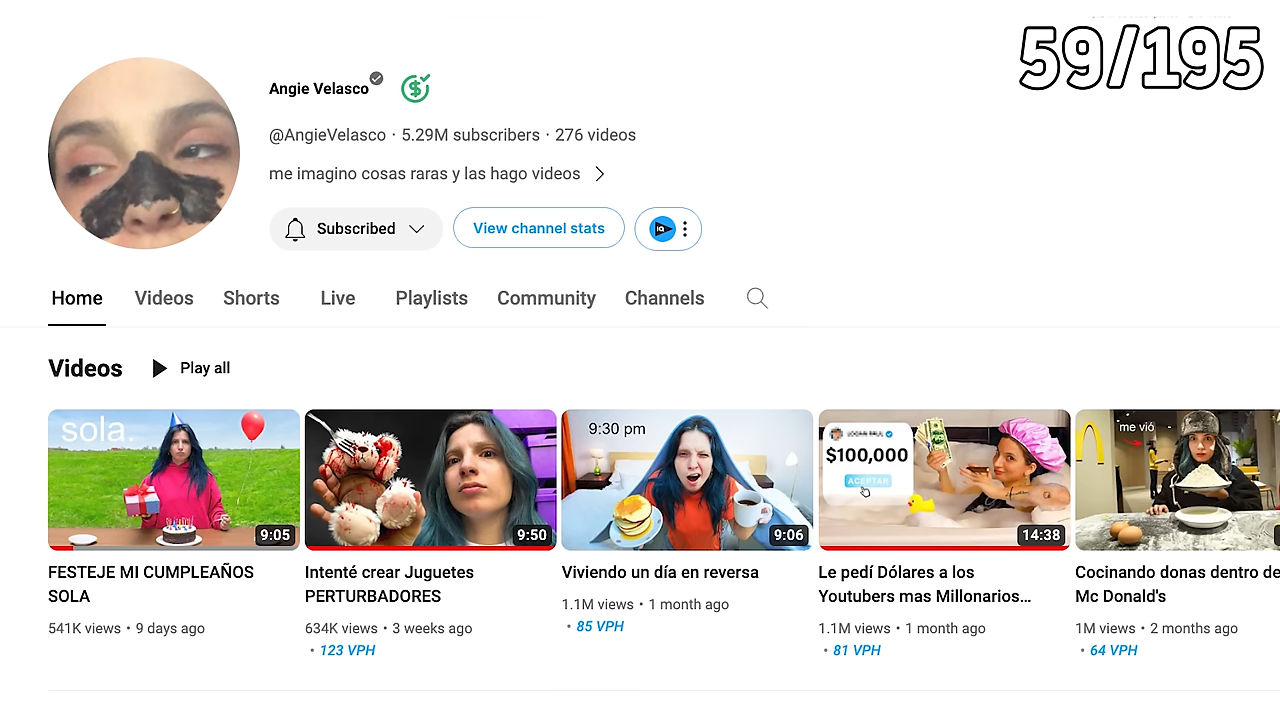 59/195
Angie Velasco
@AngieVelasco · 5.29M subscribers · 276 videos
me imagino cosas raras y las hago videos
Subscribed
View channel stats
IQ
Home Videos Shorts Live Playlists Community Channels
Videos Play all
sola.
9:05
9:50
9:30 pm
9:06
$100,000
ACEPTAR
14:38
me vió
FESTEJE MI CUMPLEAÑOS
SOLA
541K views • 9 days ago
Intenté crear Juguetes
PERTURBADORES
634K views • 3 weeks ago
• 123 VPH
Viviendo un día en reversa
1.1M views • 1 month ago
• 85 VPH
Le pedí Dólares a los
Youtubers mas Millonarios...
1.1M views • 1 month ago
• 81 VPH
Cocinando donas dentro de
Mc Donald's
1M views • 2 months ago
• 64 VPH